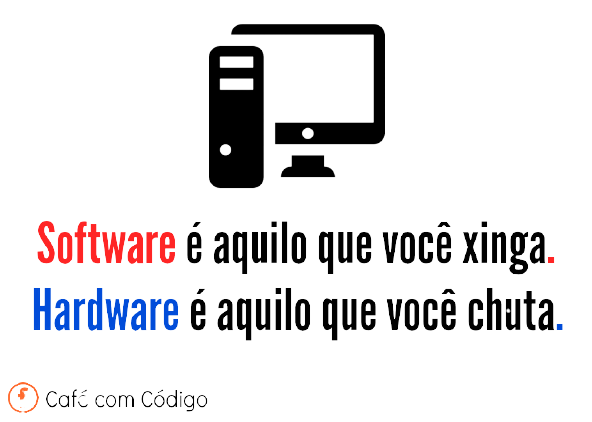 Software é aquilo que você xinga.
Hardware é aquilo que você chuta.
Café com Código